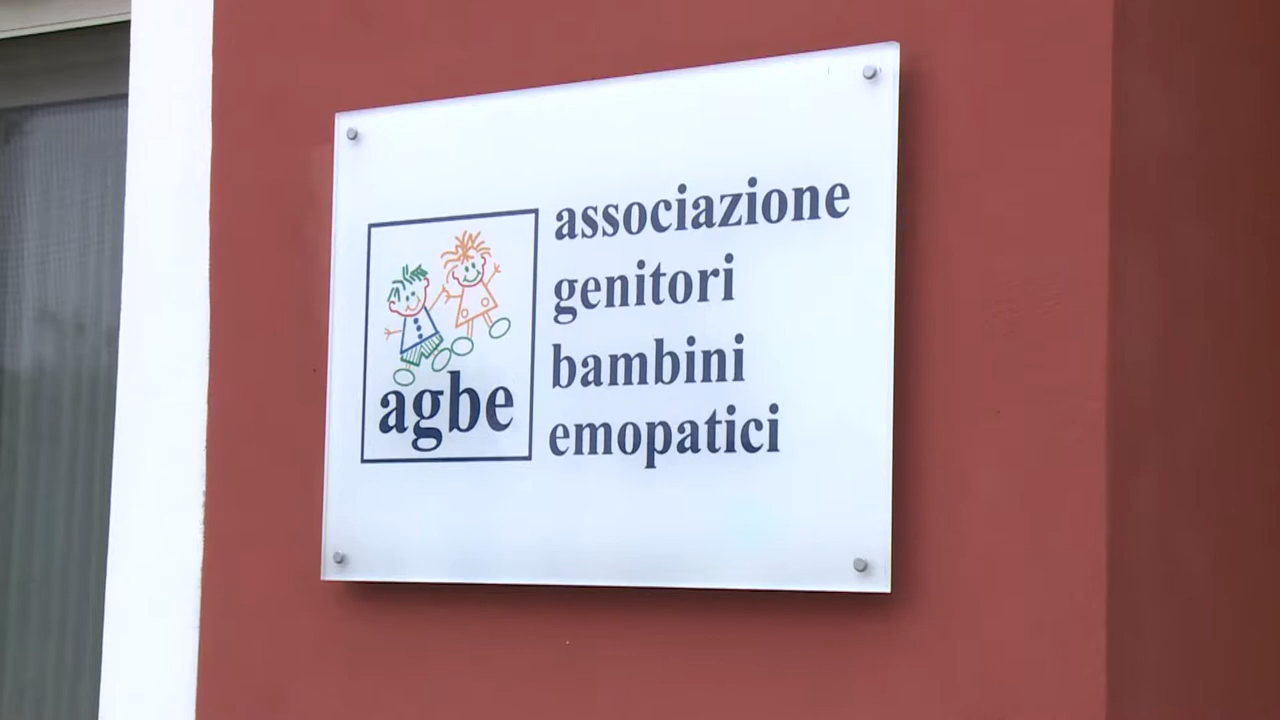 agbe
associazione
genitori
bambini
emopatici